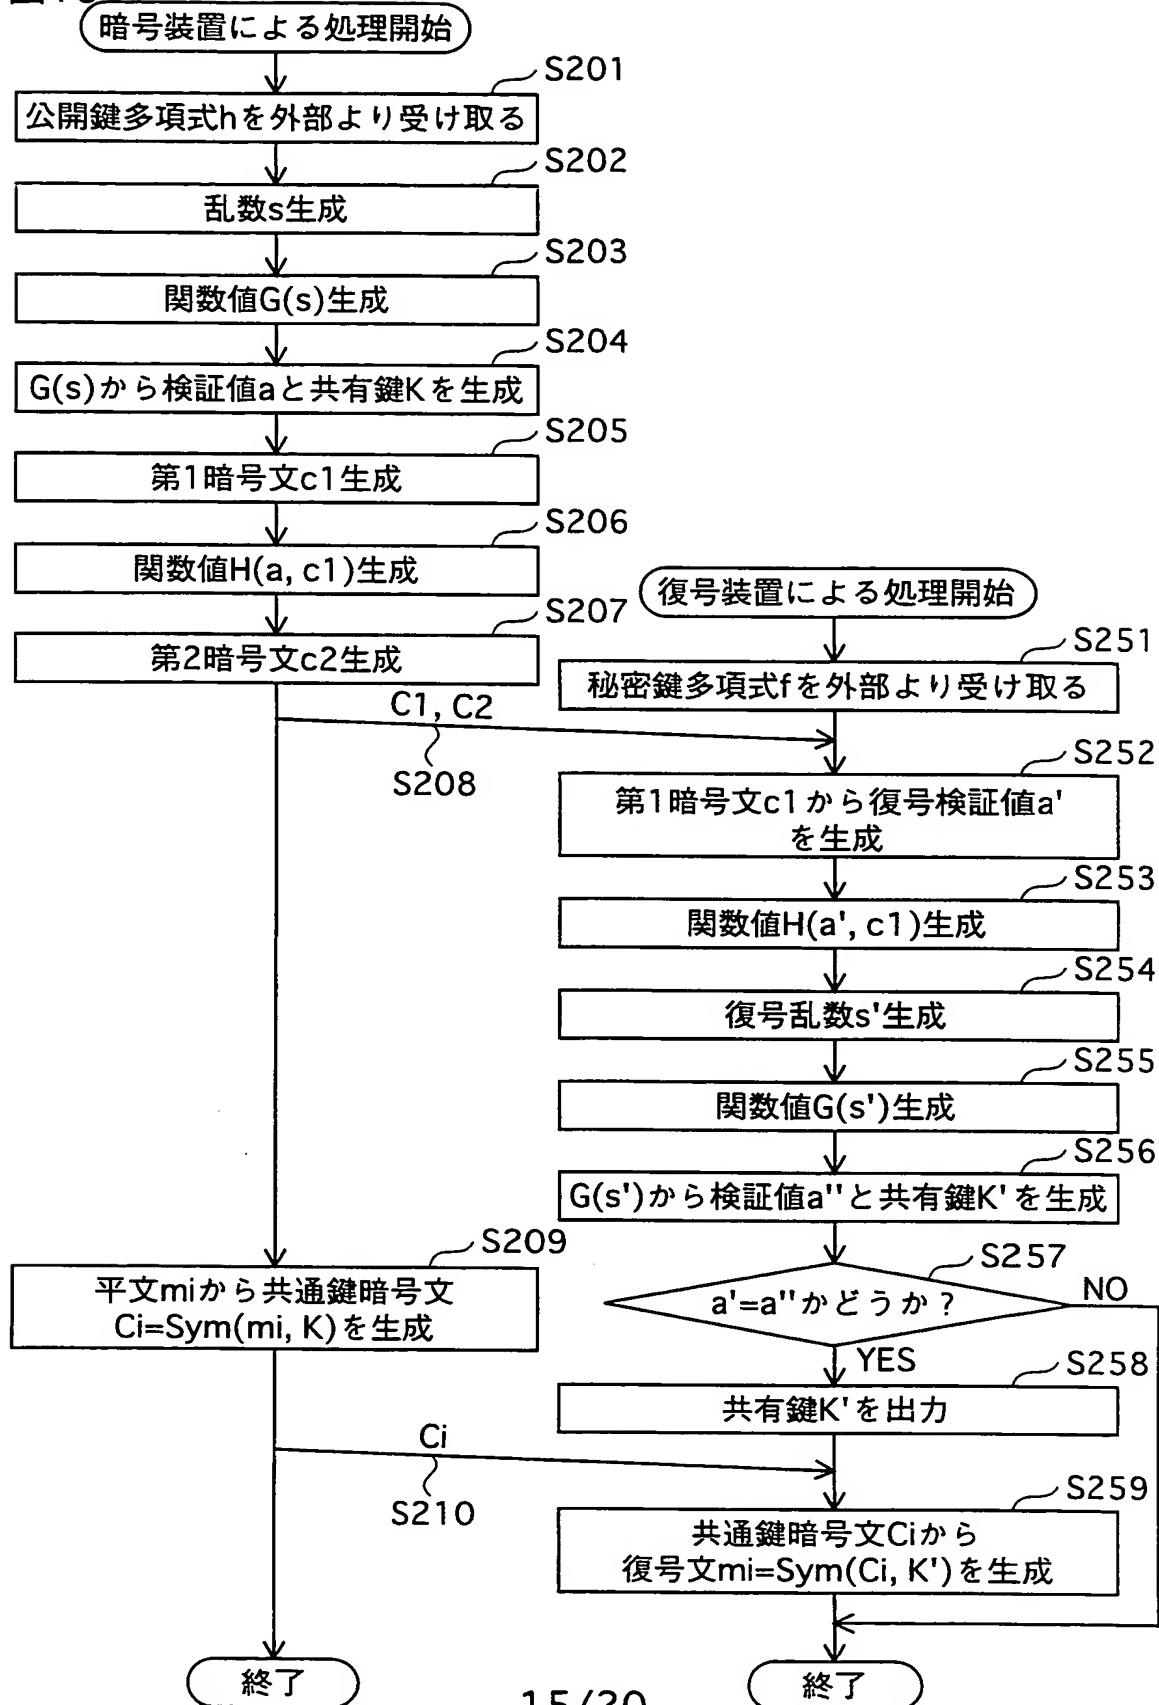 暗号装置による処理開始
S201
公開鍵多項式hを外部より受け取る
S202
乱数s生成
S203
関数値G(s)生成
S204
G(s)から検証値aと共有鍵Kを生成
S205
第1暗号文c1生成
S206
関数値H(a, c1)生成
S207
第2暗号文c2生成
C1, C2
S208
S209
平文miから共通鍵暗号文
Ci=Sym(mi, K)を生成
Ci
S210
終了
復号装置による処理開始
S251
秘密鍵多項式fを外部より受け取る
S252
第1暗号文c1から復号検証値a'
を生成
S253
関数値H(a', c1)生成
S254
復号乱数s'生成
S255
関数値G(s')生成
S256
G(s')から検証値a''と共有鍵K'を生成
S257
a'=a''かどうか?
NO
YES
S258
共有鍵K'を出力
S259
共通鍵暗号文Ciから
復号文mi=Sym(Ci, K')を生成
終了